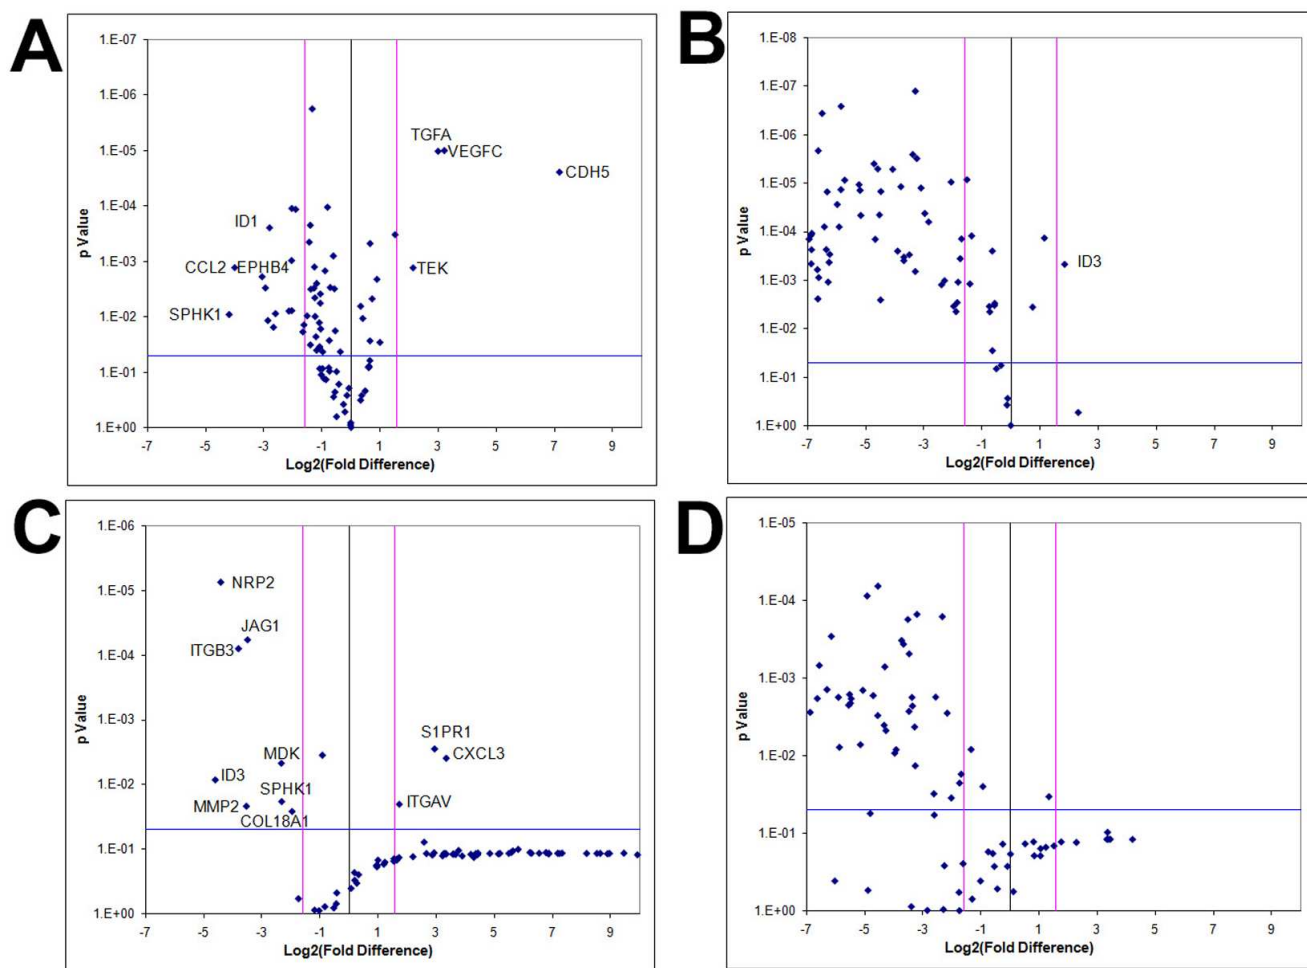 A
1.E-07
1.E-06
1.E-05
1.E-04
1.E-03
1.E-02
1.E-01
1.E+00
p Value
TGFA
VEGFC
CDH5
ID1
CCL2 EPHB4
TEK
SPHK1
-7 -5 -3 -1 1 3 5 7 9
Log2(Fold Difference)
B
1.E-08
1.E-07
1.E-06
1.E-05
1.E-04
1.E-03
1.E-02
1.E-01
1.E+00
p Value
ID3
-7 -5 -3 -1 1 3 5 7 9
Log2(Fold Difference)
C
1.E-06
1.E-05
1.E-04
1.E-03
1.E-02
1.E-01
1.E+00
p Value
NRP2
JAG1
ITGB3
S1PR1
MDK
CXCL3
ID3
SPHK1
MMP2
ITGAV
COL18A1
-7 -5 -3 -1 1 3 5 7 9
Log2(Fold Difference)
D
1.E-05
1.E-04
1.E-03
1.E-02
1.E-01
1.E+00
p Value
-7 -5 -3 -1 1 3 5 7 9
Log2(Fold Difference)